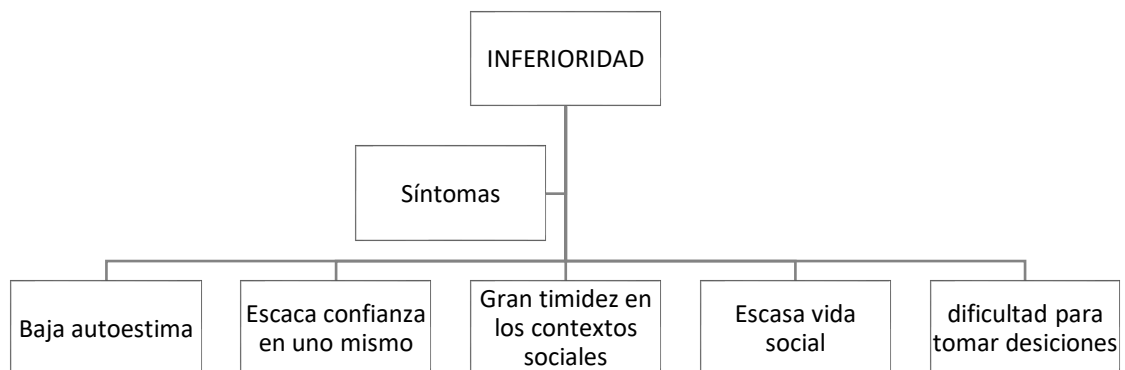 INFERIORIDAD
Síntomas
Baja autoestima
Escaca confianza
en uno mismo
Gran timidez en
los contextos
sociales
Escasa vida
social
dificultad para
tomar desiciones